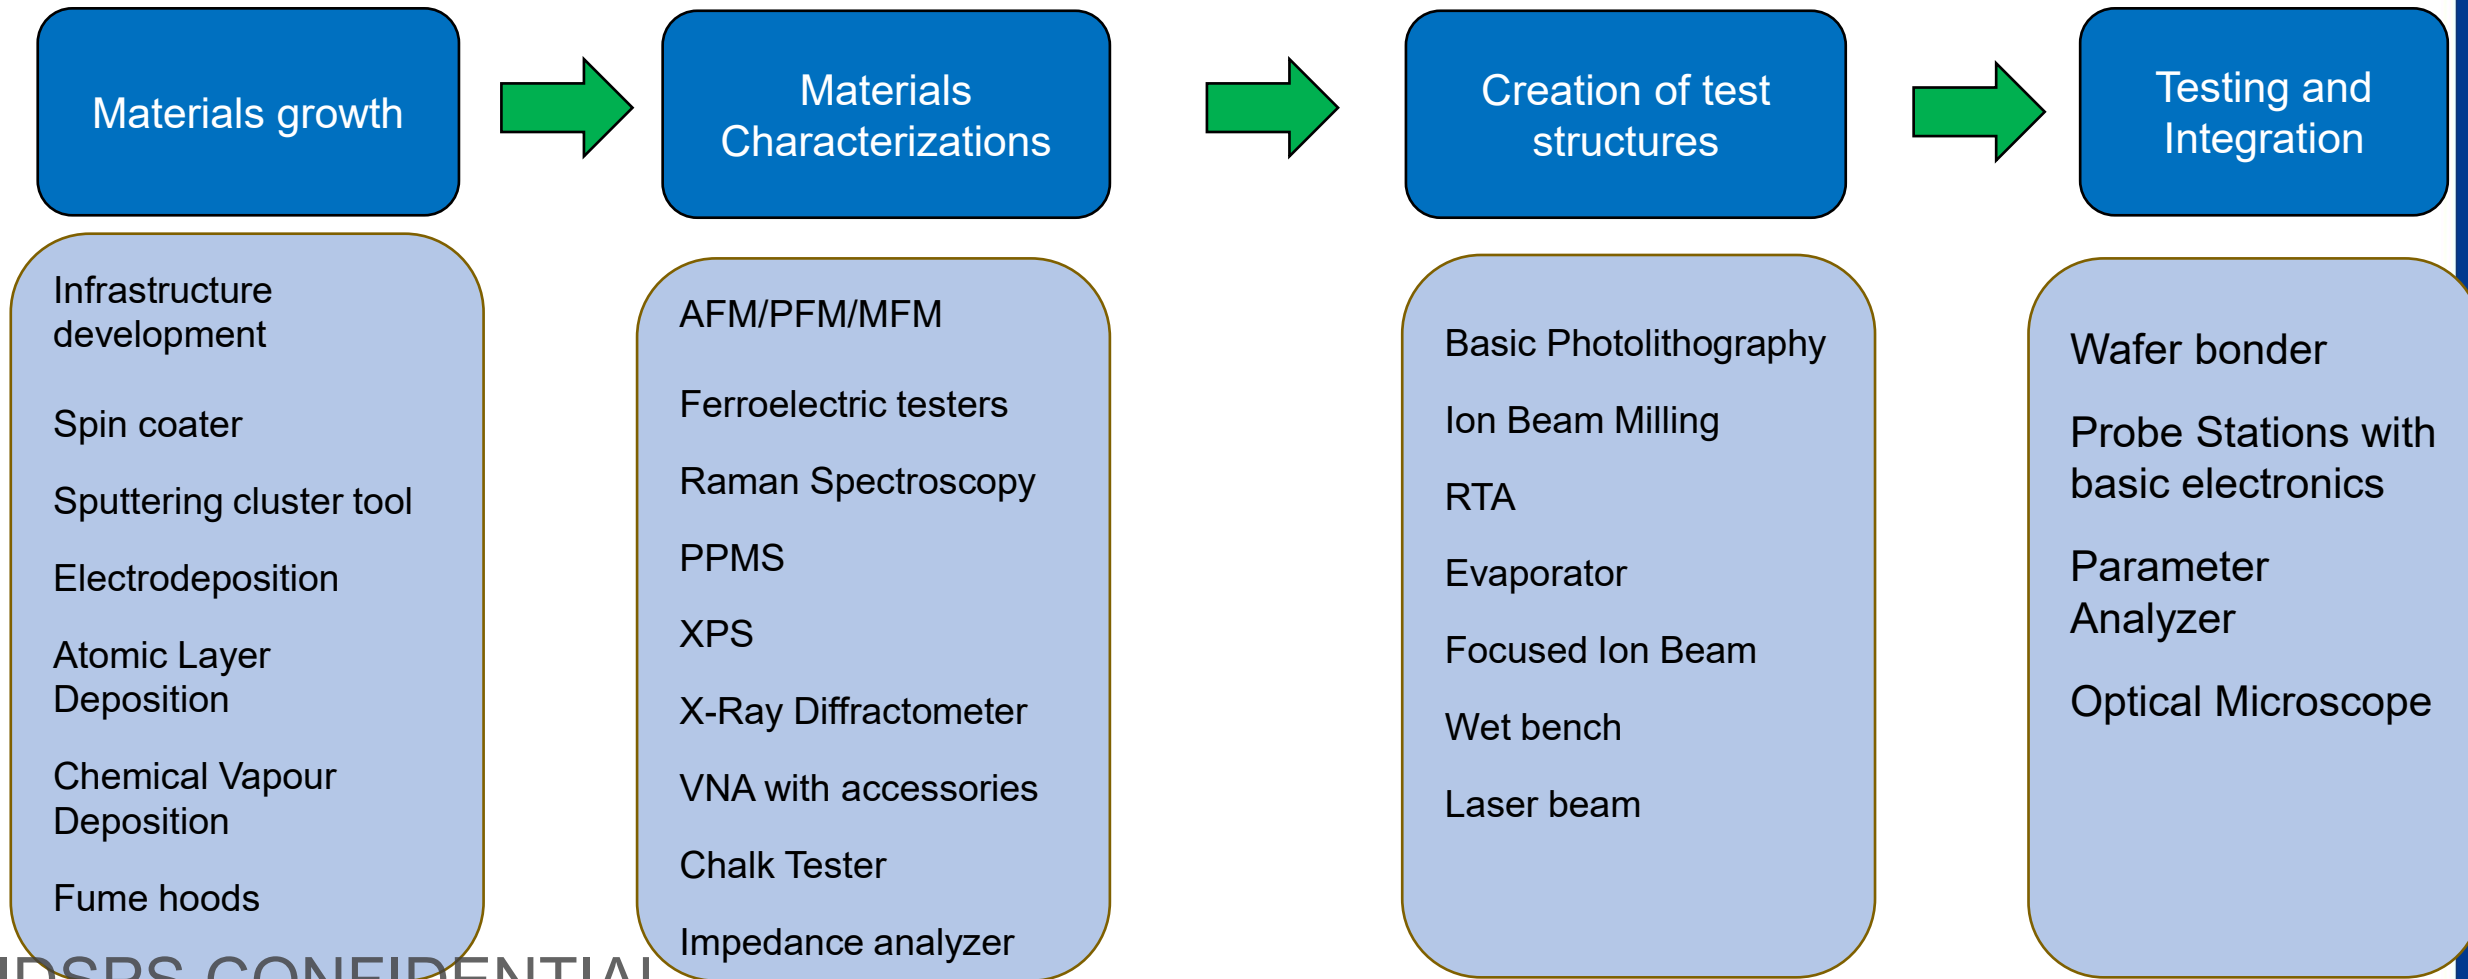 Materials growth
Materials
Characterizations
Creation of test
structures
Testing and
Integration
Infrastructure
development
Spin coater
Sputtering cluster tool
Electrodeposition
Atomic Layer
Deposition
Chemical Vapour
Deposition
Fume hoods
AFM/PFM/MFM
Ferroelectric testers
Raman Spectroscopy
PPMS
XPS
X-Ray Diffractometer
VNA with accessories
Chalk Tester
Impedance analyzer
Basic Photolithography
Ion Beam Milling
RTA
Evaporator
Focused Ion Beam
Wet bench
Laser beam
Wafer bonder
Probe Stations with
basic electronics
Parameter
Analyzer
Optical Microscope
CONFIDENTIAL